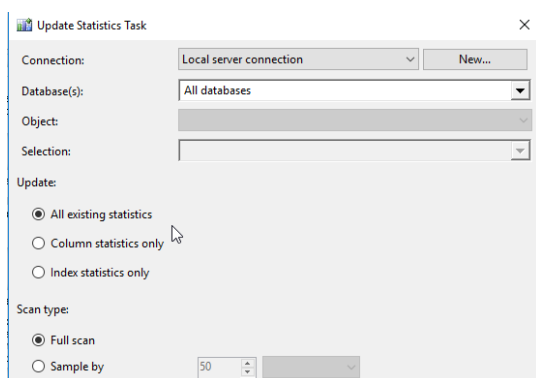 Update Statistics Task
Connection: Local server connection New...
Database(s): All databases
Object:
Selection:
Update:
All existing statistics
Column statistics only
Index statistics only
Scan type:
Full scan
Sample by 50